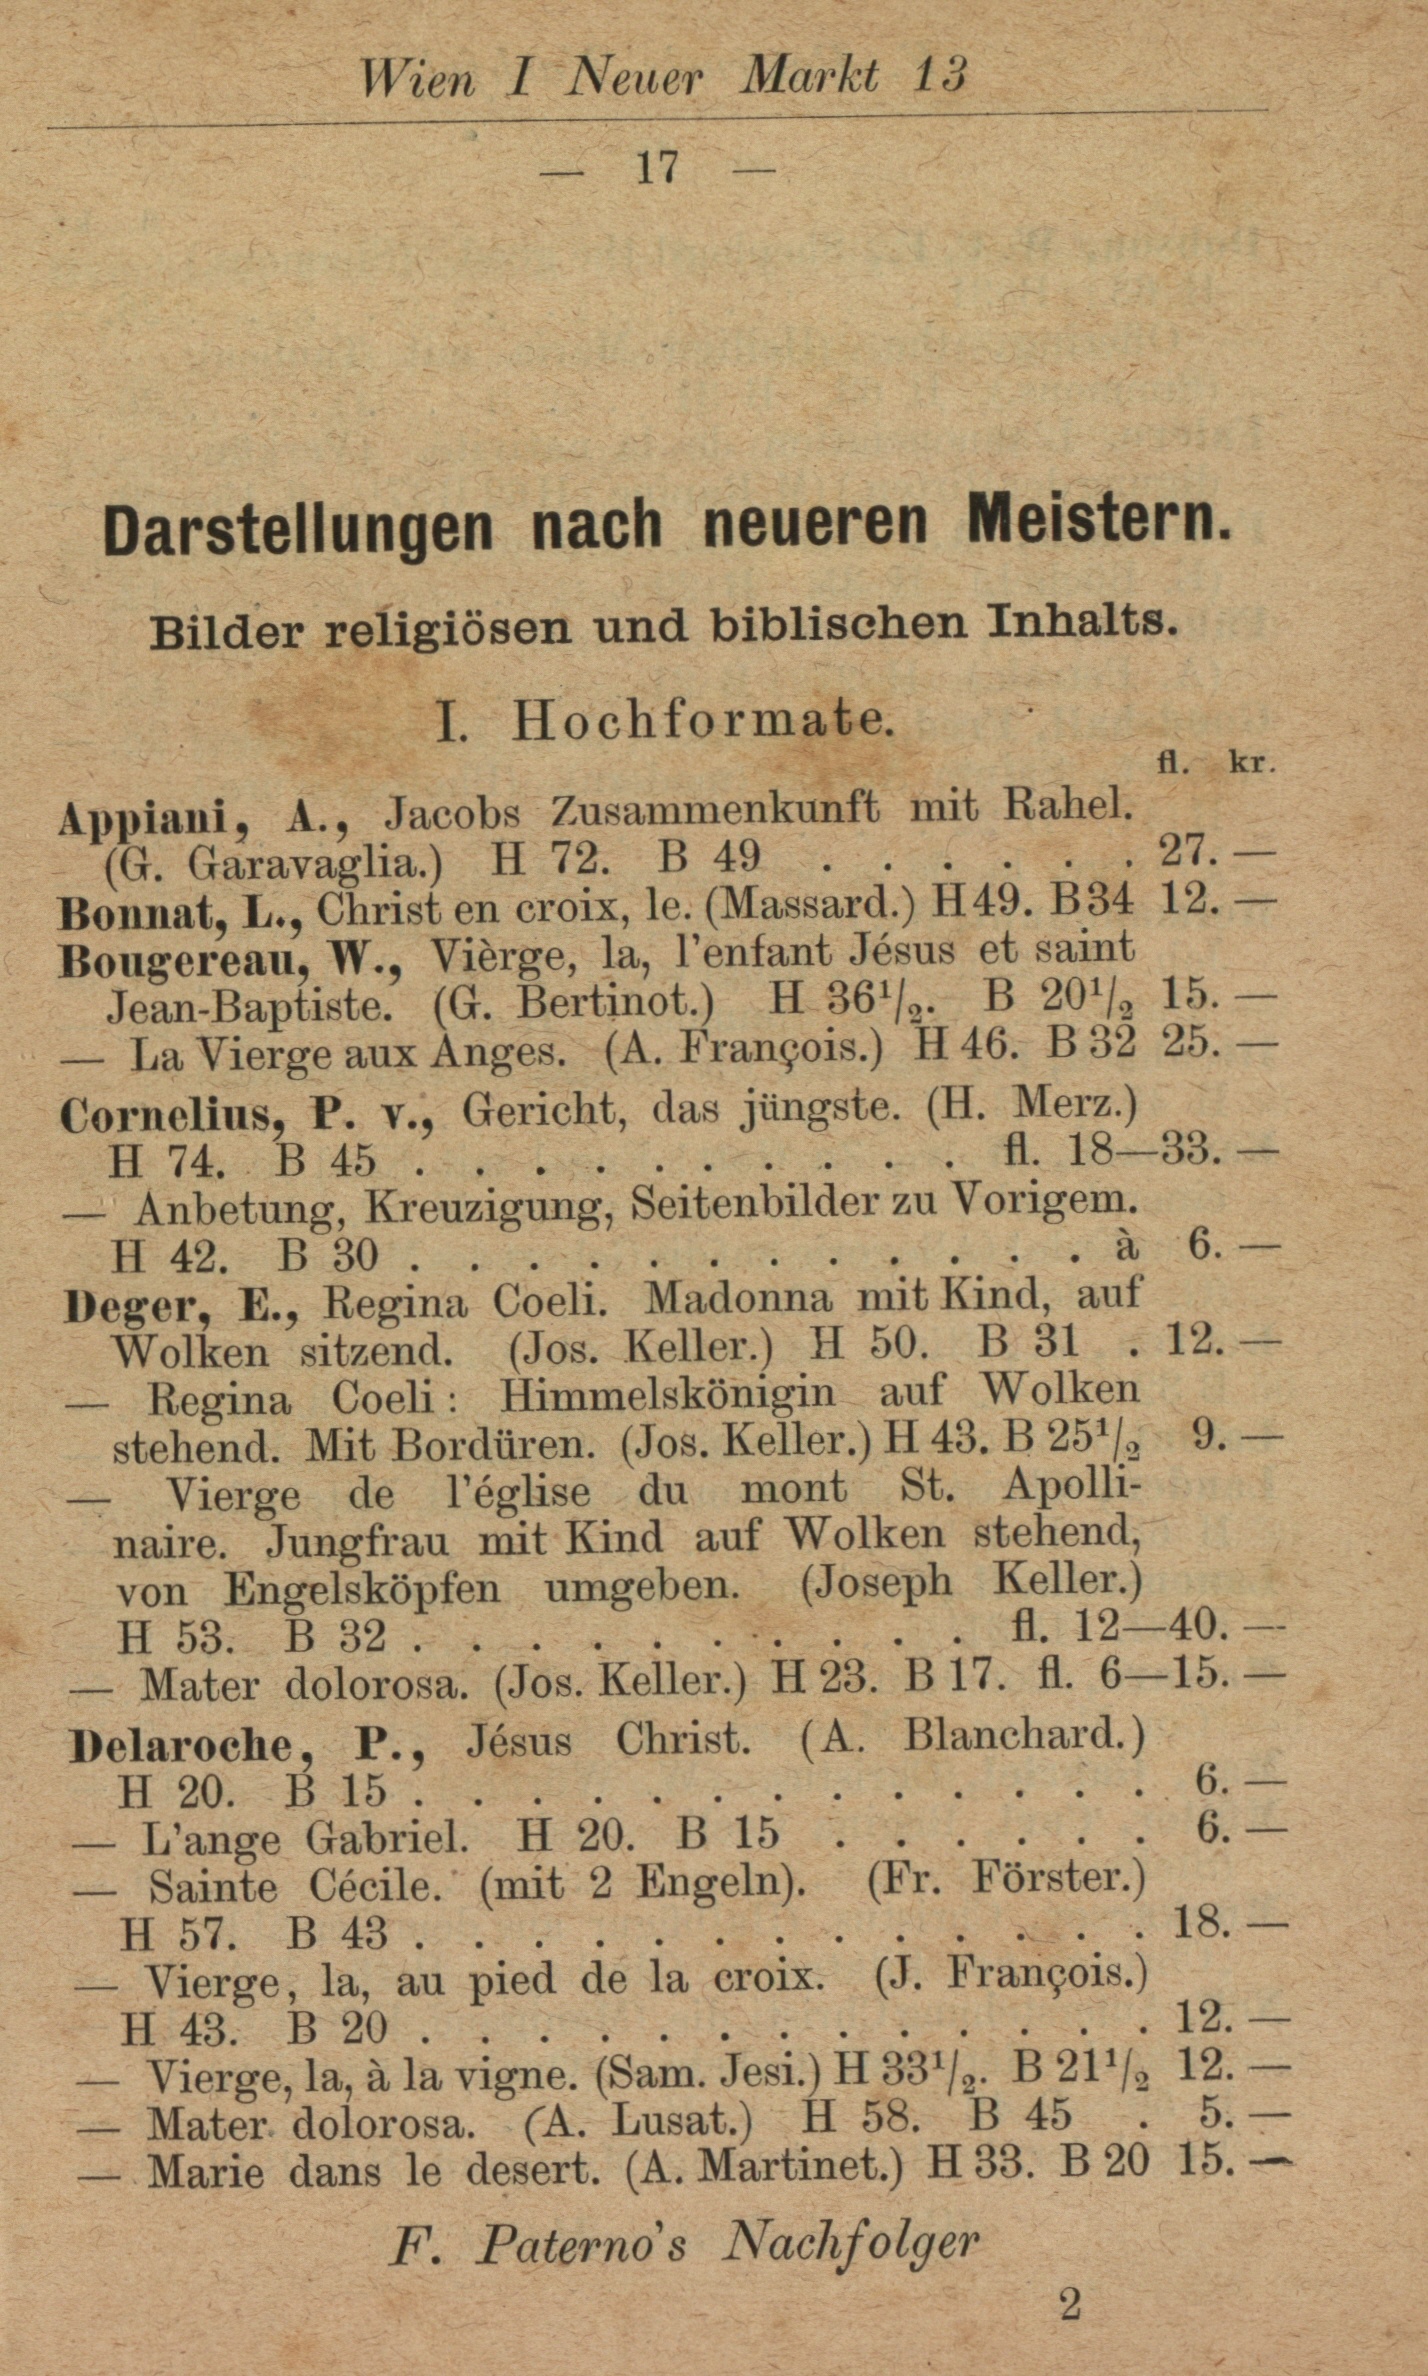 Wien I Neuer Markt 13
— 17 —
Darstellungen nach neueren Meistern.
Bilder religiösen und biblischen Inhalts.
I. Hochformate.
fl. kr.
Appiani, A., Jacobs Zusammenkunft mit Rahel.
(G. Garavaglia.) H 72. B 49 . . . . . . 27. —
Bonnat, L., Christ en croix, le. (Massard.) H 49. B 34 12. —
Bougereau, W., Vièrge, la, l'enfant Jésus et saint
Jean-Baptiste. (G. Bertinot.) H 36¹/₂. B 20¹/₂ 15. —
— La Vierge aux Anges. (A. François.) H 46. B 32 25. —
Cornelius, P. v., Gericht, das jüngste. (H. Merz.)
H 74. B 45 . . . . . . . . . . fl. 18—33. —
— Anbetung, Kreuzigung, Seitenbilder zu Vorigem.
H 42. B 30 . . . . . . . . . . . . à 6. —
Deger, E., Regina Coeli. Madonna mit Kind, auf
Wolken sitzend. (Jos. Keller.) H 50. B 31 . 12. —
— Regina Coeli: Himmelskönigin auf Wolken
stehend. Mit Bordüren. (Jos. Keller.) H 43. B 25¹/₂ 9. —
— Vierge de l'église du mont St. Apolli-
naire. Jungfrau mit Kind auf Wolken stehend,
von Engelsköpfen umgeben. (Joseph Keller.)
H 53. B 32 . . . . . . . . . . fl. 12—40. —
— Mater dolorosa. (Jos. Keller.) H 23. B 17. fl. 6—15. —
Delaroche, P., Jésus Christ. (A. Blanchard.)
H 20. B 15 . . . . . . . . . . . . . 6. —
— L'ange Gabriel. H 20. B 15 . . . . . . 6. —
— Sainte Cécile. (mit 2 Engeln). (Fr. Förster.)
H 57. B 43 . . . . . . . . . . . . . 18. —
— Vierge, la, au pied de la croix. (J. François.)
H 43. B 20 . . . . . . . . . . . . . 12. —
— Vierge, la, à la vigne. (Sam. Jesi.) H 33¹/₂. B 21¹/₂ 12. —
— Mater dolorosa. (A. Lusat.) H 58. B 45 . 5. —
— Marie dans le desert. (A. Martinet.) H 33. B 20 15. —
F. Paterno's Nachfolger
2